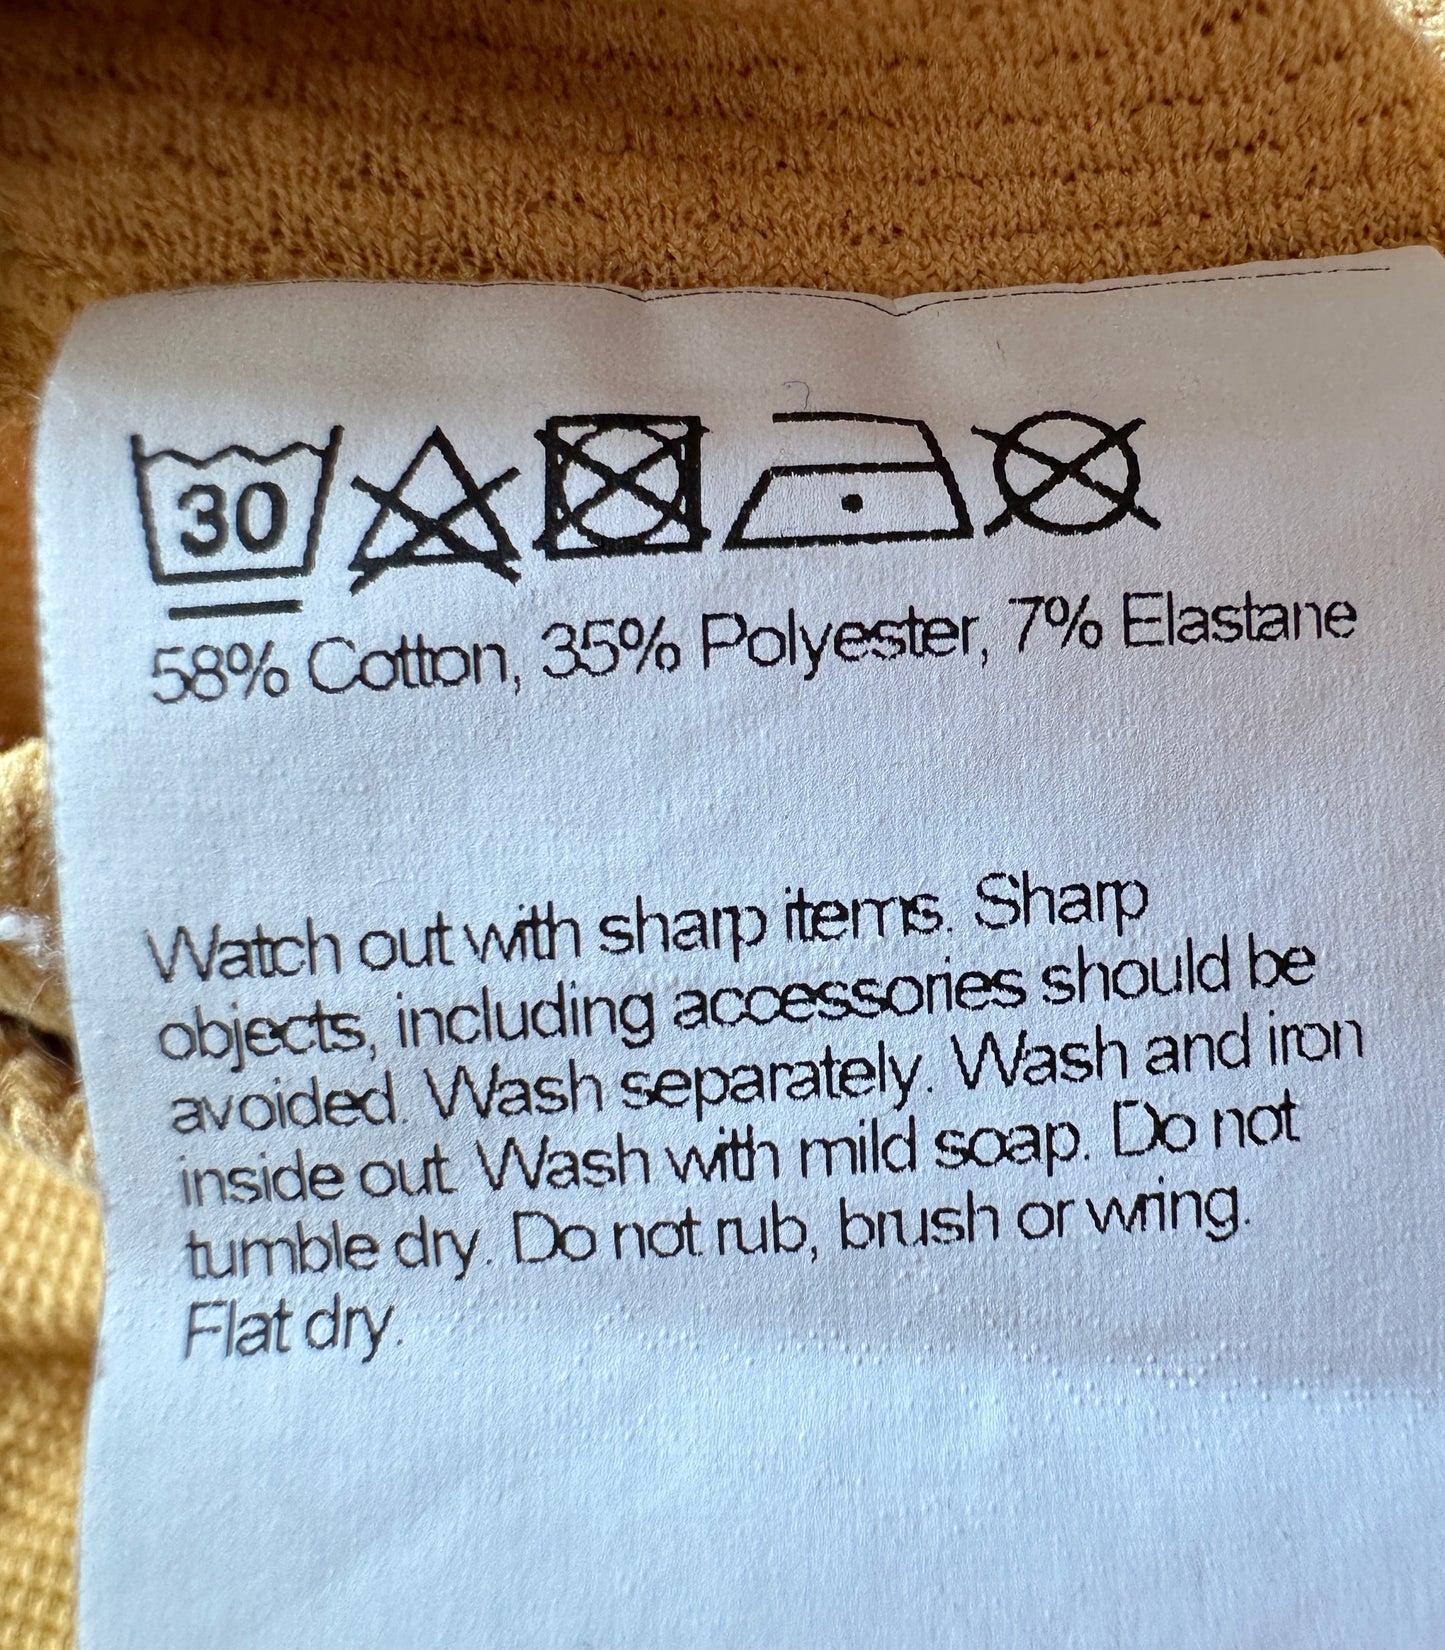 30
58% Cotton, 35% Polyester, 7% Elastane
Watch out with sharp items. Sharp
objects, including accessories should be
avoided. Wash separately. Wash and iron
inside out. Wash with mild soap. Do not
tumble dry. Do not rub, brush or wring.
Flat dry.